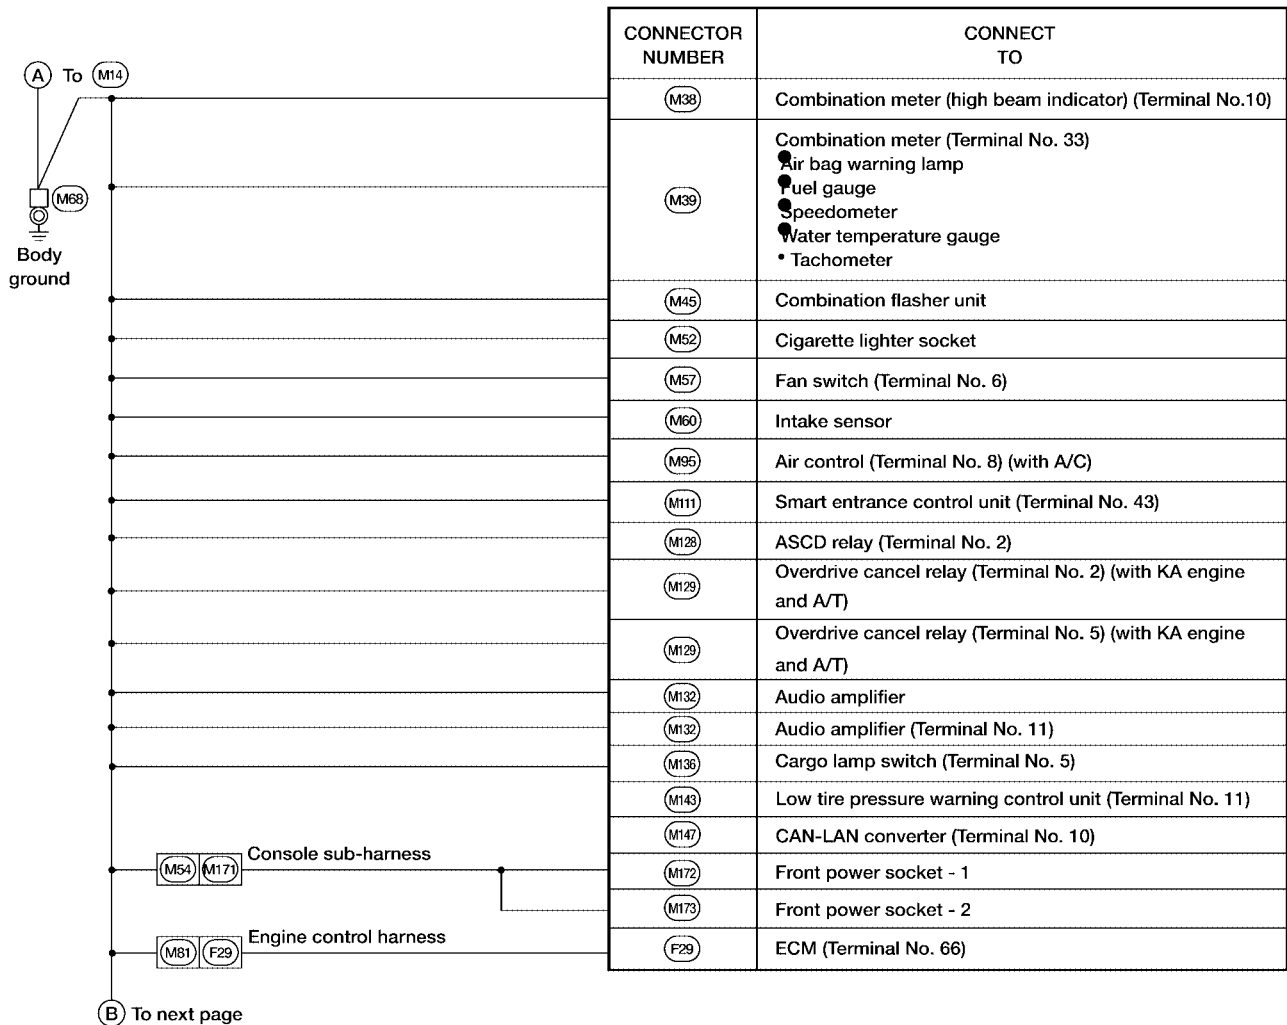 CONNECTOR NUMBER
CONNECT TO
A To M14
M68
Body
ground
M38 Combination meter (high beam indicator) (Terminal No.10)
M39
Combination meter (Terminal No. 33)
Air bag warning lamp
Fuel gauge
Speedometer
Water temperature gauge
• Tachometer
M45 Combination flasher unit
M52 Cigarette lighter socket
M57 Fan switch (Terminal No. 6)
M60 Intake sensor
M95 Air control (Terminal No. 8) (with A/C)
M111 Smart entrance control unit (Terminal No. 43)
M128 ASCD relay (Terminal No. 2)
M129 Overdrive cancel relay (Terminal No. 2) (with KA engine
and A/T)
M129 Overdrive cancel relay (Terminal No. 5) (with KA engine
and A/T)
M132 Audio amplifier
M132 Audio amplifier (Terminal No. 11)
M136 Cargo lamp switch (Terminal No. 5)
M143 Low tire pressure warning control unit (Terminal No. 11)
M147 CAN-LAN converter (Terminal No. 10)
Console sub-harness
M54 M171 M172 Front power socket - 1
M173 Front power socket - 2
Engine control harness
M81 F29 F29 ECM (Terminal No. 66)
B To next page